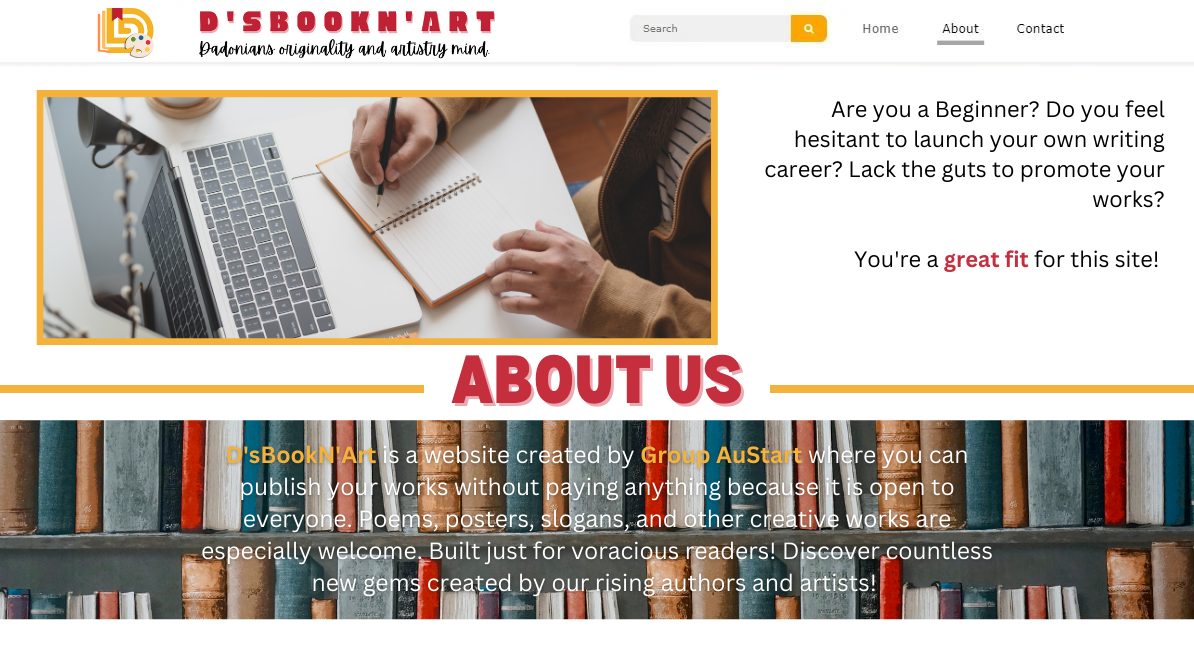 D'SBOOKN'ART
Padonians originality and artistry mind.
Search
Home
About
Contact
Are you a Beginner? Do you feel
hesitant to launch your own writing
career? Lack the guts to promote your
works?
You're a great fit for this site!
ABOUT US
D'sBookN'Art is a website created by Group AuStart where you can
publish your works without paying anything because it is open to
everyone. Poems, posters, slogans, and other creative works are
especially welcome. Built just for voracious readers! Discover countless
new gems created by our rising authors and artists!